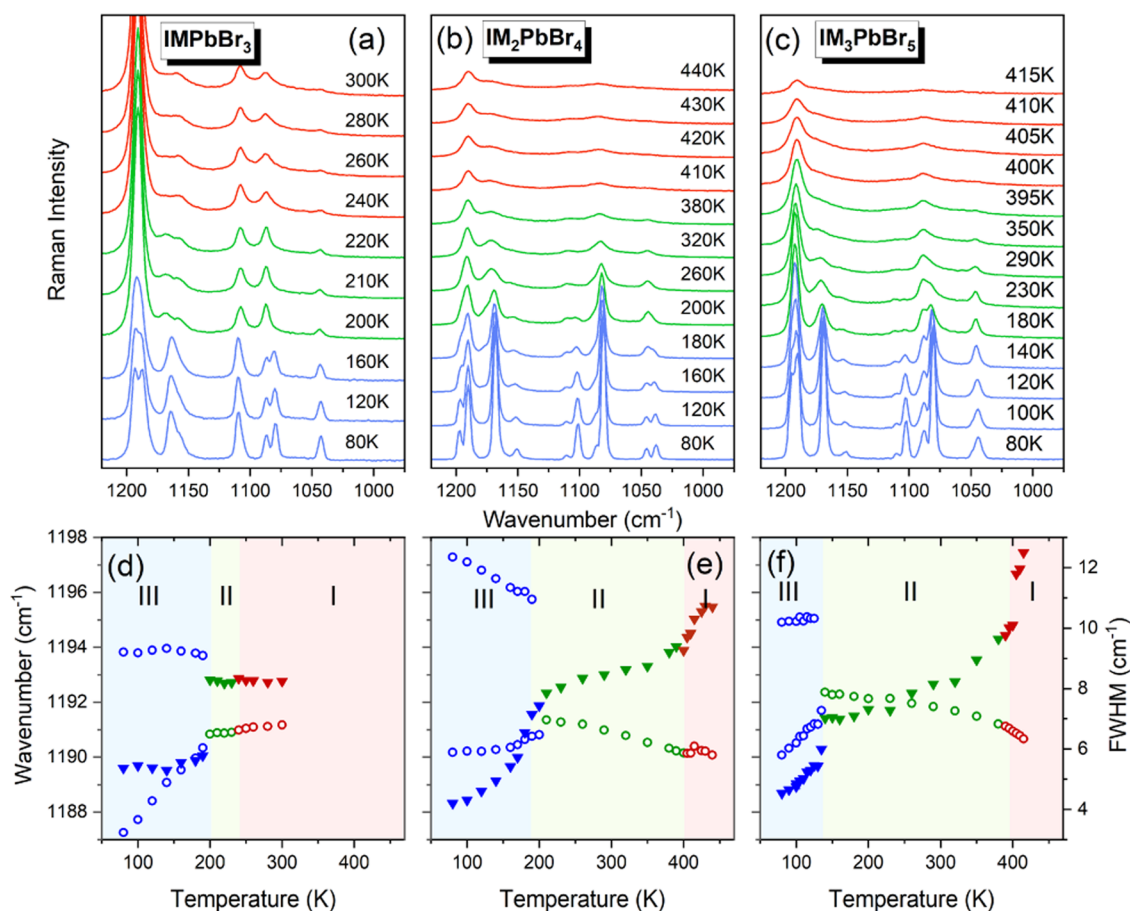 IMPbBr₃ (a)
300K
280K
260K
240K
220K
210K
200K
160K
120K
80K
1200 1150 1100 1050 1000
IM₂PbBr₄ (b)
440K
430K
420K
410K
380K
320K
260K
200K
180K
160K
120K
80K
1200 1150 1100 1050 1000
IM₃PbBr₅ (c)
415K
410K
405K
400K
395K
350K
290K
230K
180K
140K
120K
100K
80K
1200 1150 1100 1050 1000
Raman Intensity
Wavenumber (cm⁻¹)
1198
1196
1194
1192
1190
1188
Wavenumber (cm⁻¹)
(d)
III II I
100 200 300 400
Temperature (K)
(e)
III II I
100 200 300 400
Temperature (K)
(f)
III II I
100 200 300 400
Temperature (K)
12
10
8
6
4
FWHM (cm⁻¹)